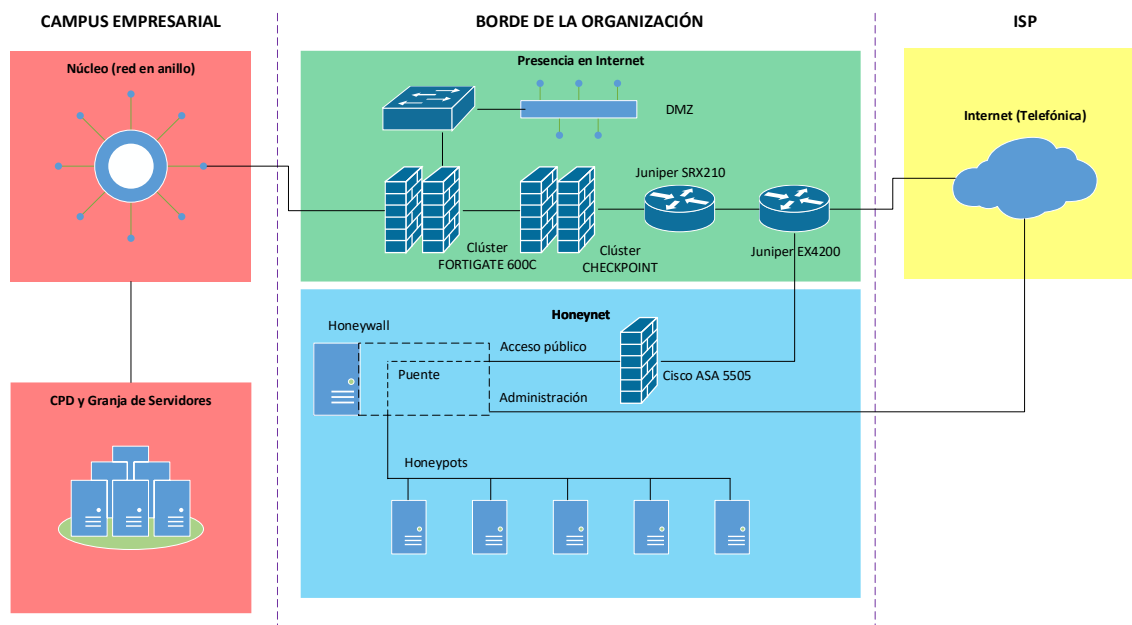 CAMPUS EMPRESARIAL
BORDE DE LA ORGANIZACIÓN
ISP
Núcleo (red en anillo)
Presencia en Internet
DMZ
Internet (Telefónica)
Juniper SRX210
Clúster
FORTIGATE 600C
Clúster
CHECKPOINT
Juniper EX4200
Honeynet
Honeywall
Acceso público
Puente
Cisco ASA 5505
Administración
CPD y Granja de Servidores
Honeypots